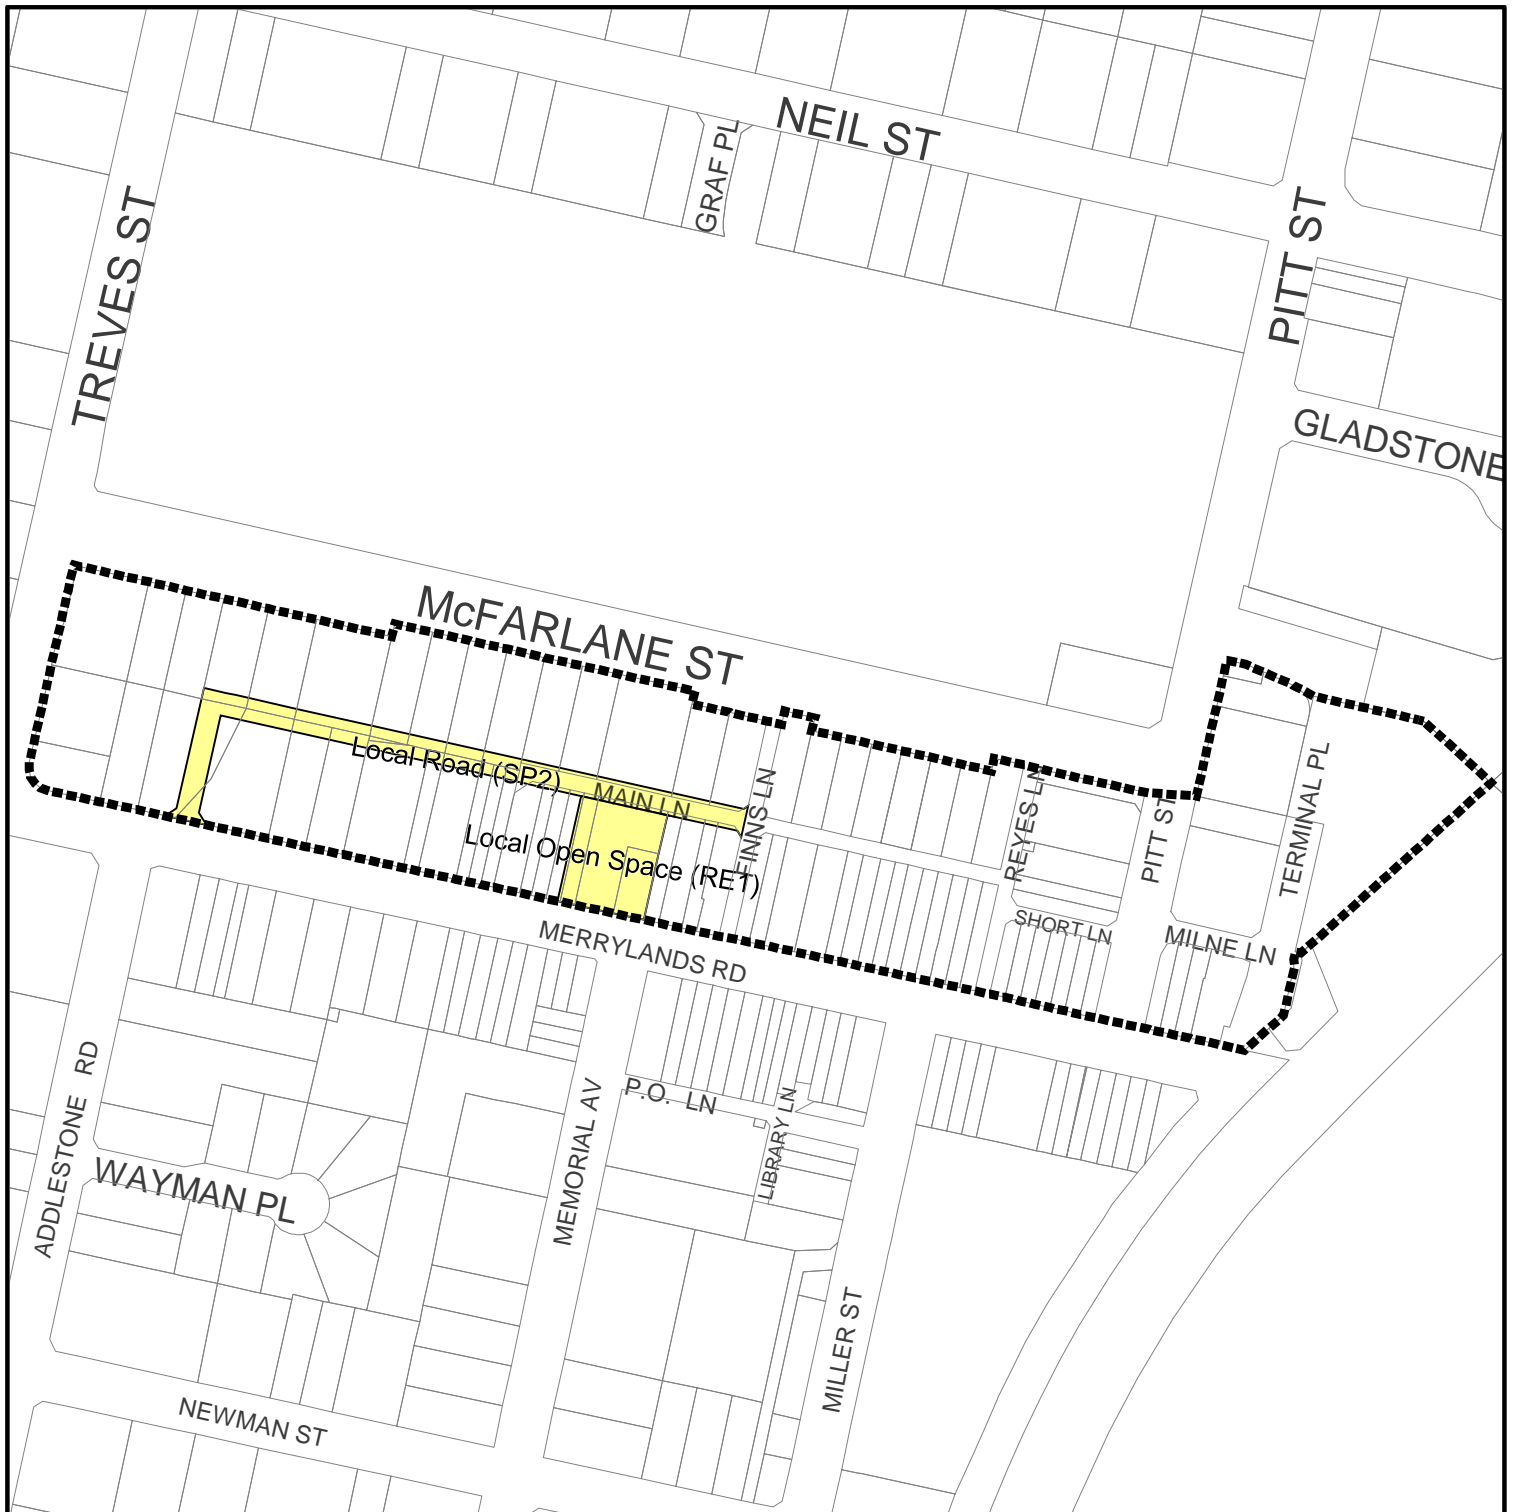 NEIL ST
GRAF PL
TREVES ST
PITT ST
GLADSTONE
McFARLANE ST
Local Road (SP2)
MAIN LN
FINNS LN
Local Open Space (RE1)
REYES LN
PITT ST
TERMINAL PL
SHORT LN
MILNE LN
MERRYLANDS RD
ADDLESTONE RD
P.O. LN
LIBRARY LN
MEMORIAL AV
WAYMAN PL
MILLER ST
NEWMAN ST